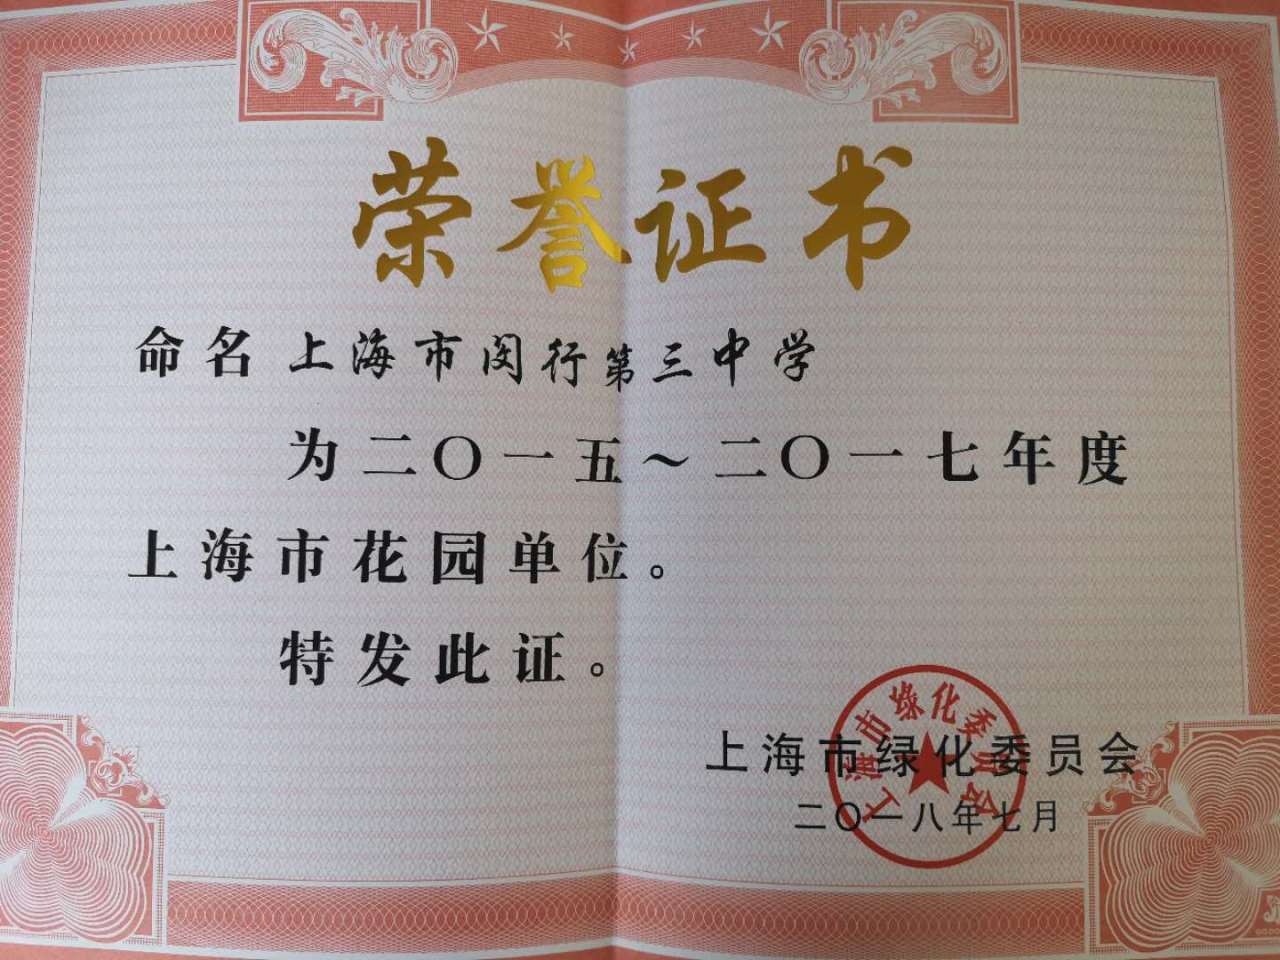 荣誉证书
命名上海市闵行第三中学
为二〇一五～二〇一七年度
上海市花园单位。
特发此证。
上海市绿化委员会
上海市绿化委员会
二〇一八年七月